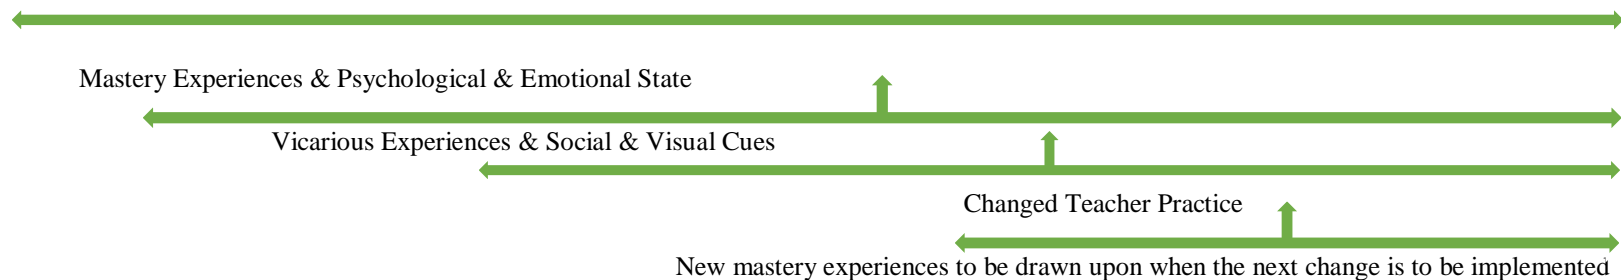 Mastery Experiences & Psychological & Emotional State
Vicarious Experiences & Social & Visual Cues
Changed Teacher Practice
New mastery experiences to be drawn upon when the next change is to be implemented